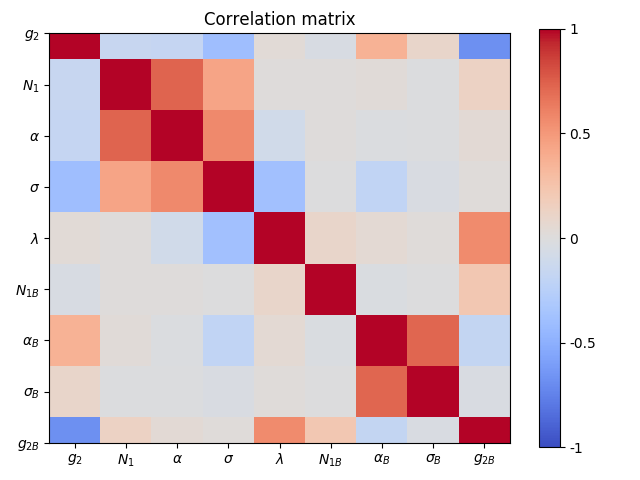 Correlation matrix
g₂
N₁
α
σ
λ
N₁B
αB
σB
g₂B
g₂ N₁ α σ λ N₁B αB σB g₂B
1
0.5
0
-0.5
-1